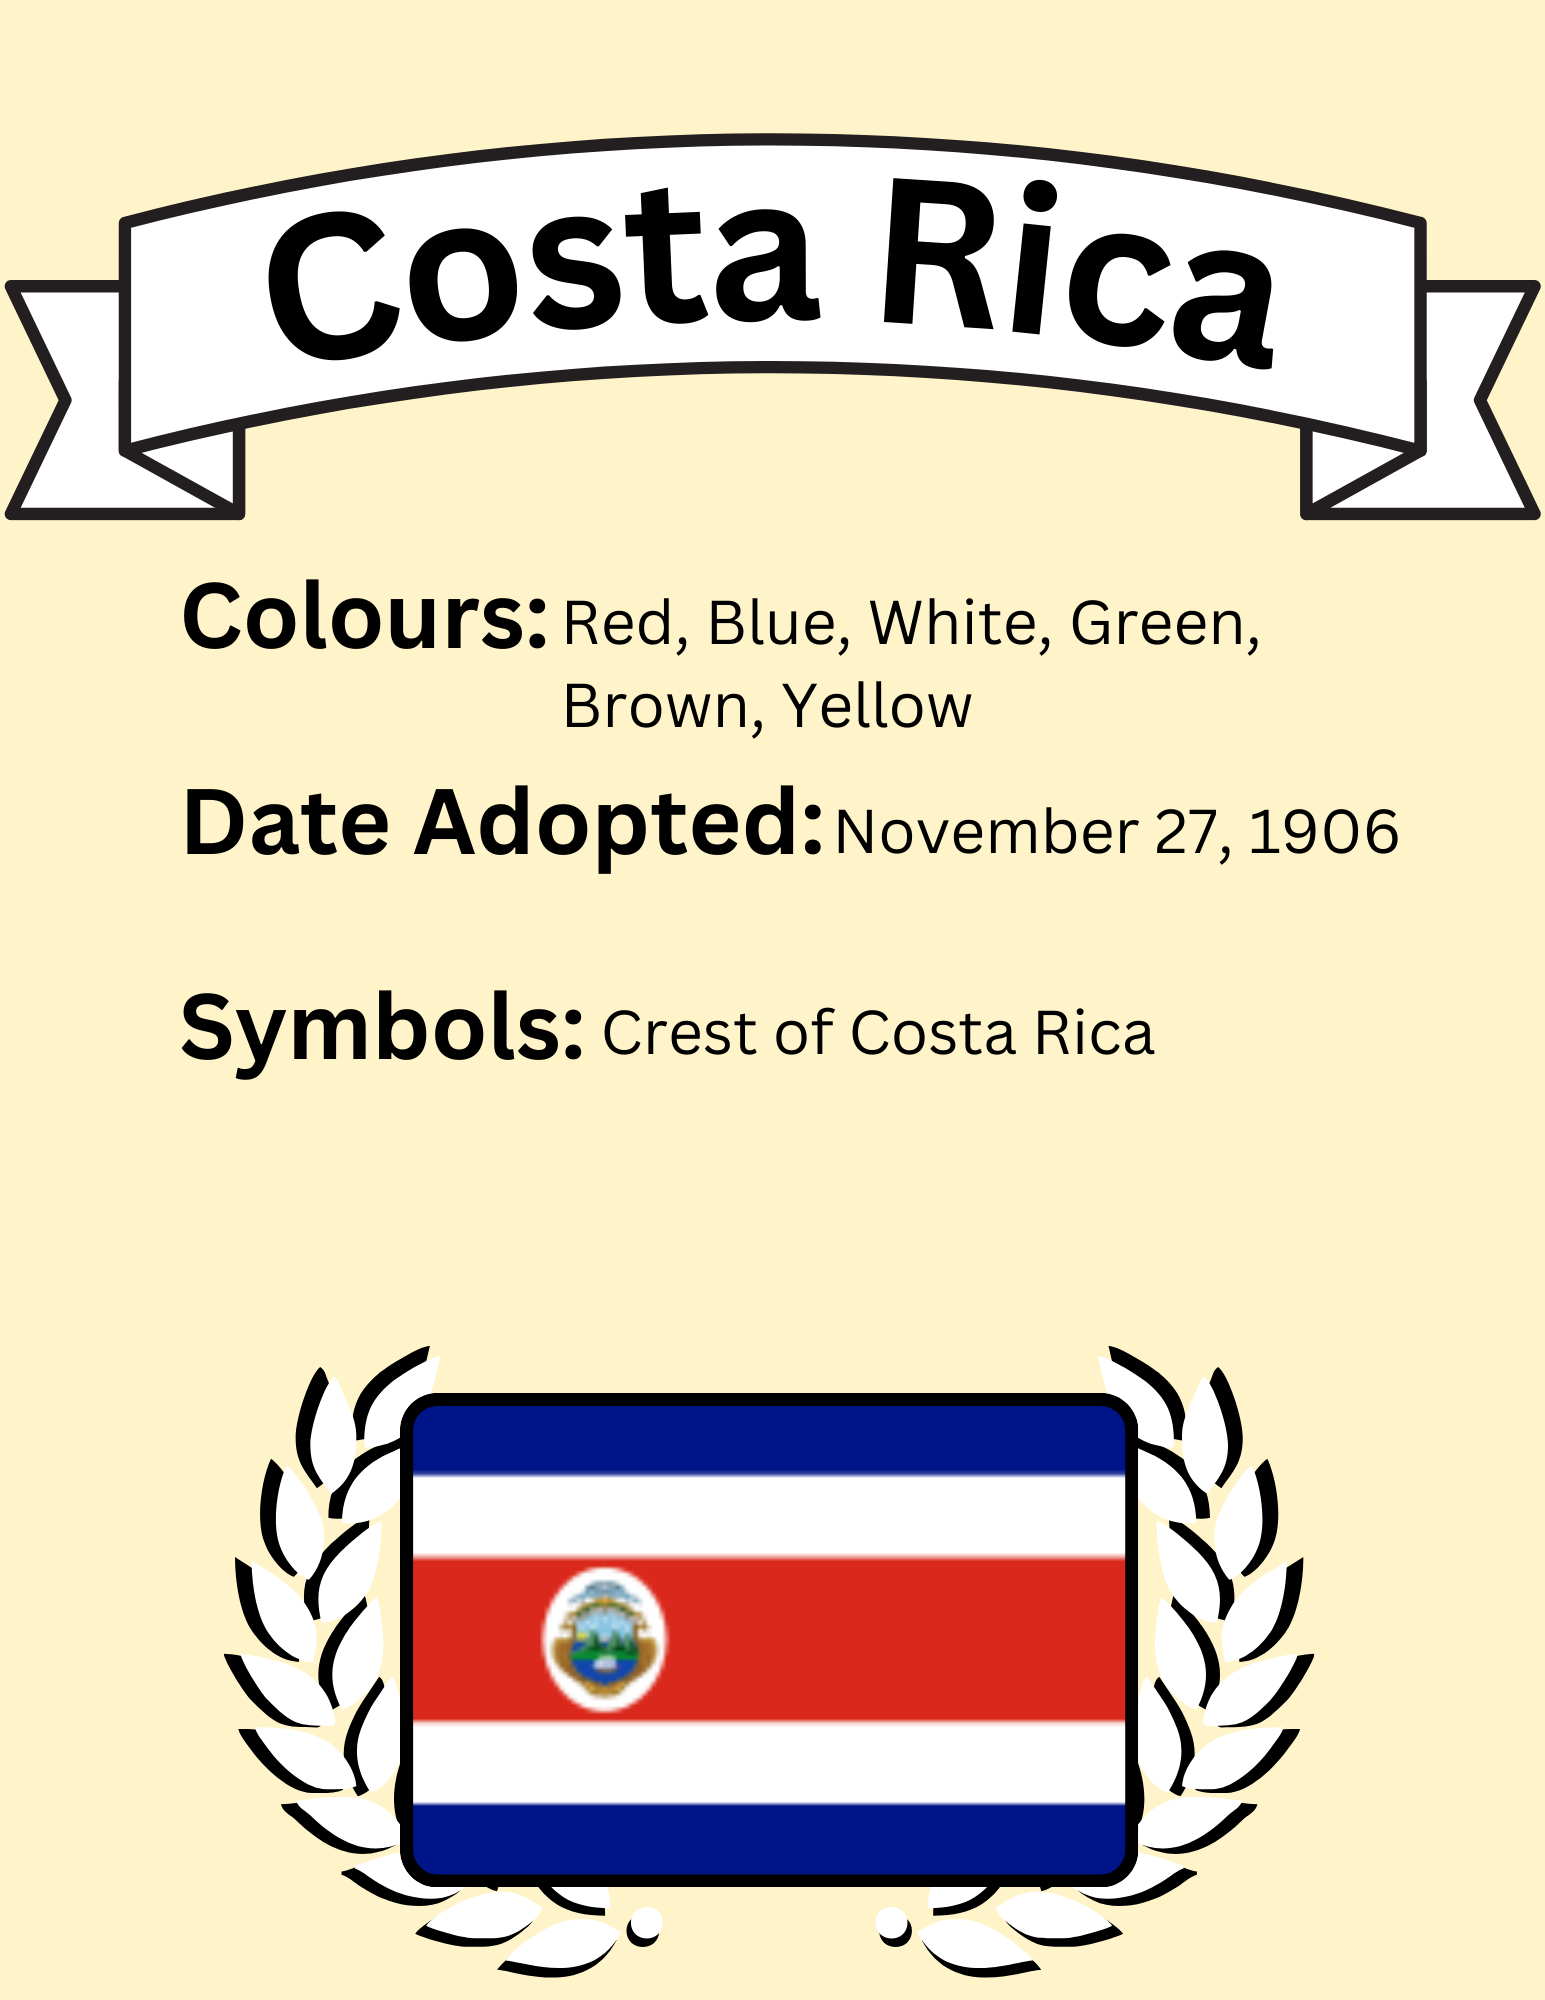 Costa Rica
Colours: Red, Blue, White, Green,
Brown, Yellow
Date Adopted: November 27, 1906
Symbols: Crest of Costa Rica